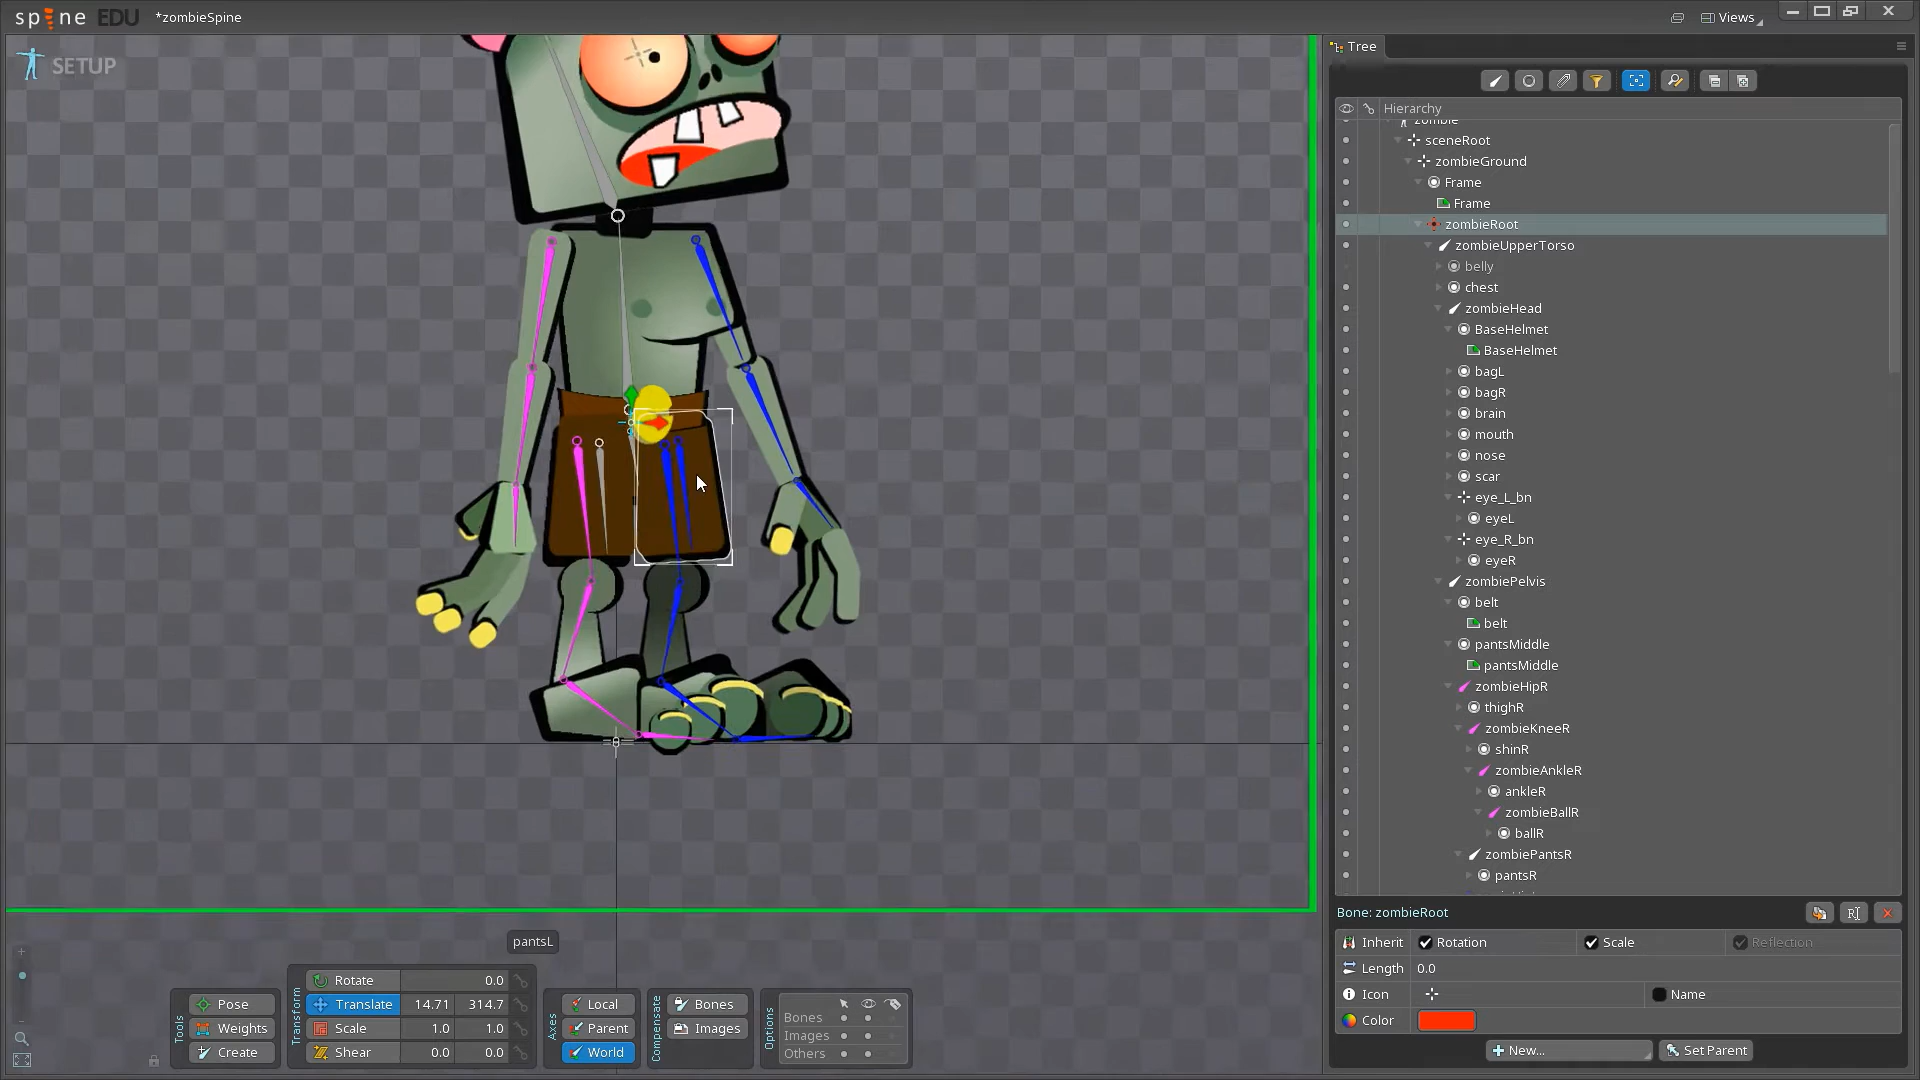 spine EDU *zombieSpine Views
SETUP
Tree
Hierarchy
zombie
sceneRoot
zombieGround
Frame
Frame
zombieRoot
zombieUpperTorso
belly
chest
zombieHead
BaseHelmet
BaseHelmet
bagL
bagR
brain
mouth
nose
scar
eye_L_bn
eyeL
eye_R_bn
eyeR
zombiePelvis
belt
belt
pantsMiddle
pantsMiddle
zombieHipR
thighR
zombieKneeR
shinR
zombieAnkleR
ankleR
zombieBallR
ballR
zombiePantsR
pantsR
Bone: zombieRoot
Inherit Rotation Scale Reflection
Length 0.0
Icon Name
Color
New... Set Parent
pantsL
Tools
Pose
Weights
Create
Transform
Rotate 0.0
Translate 14.71 314.7
Scale 1.0 1.0
Shear 0.0 0.0
Axes
Local
Parent
World
Compensate
Bones
Images
Options
Bones
Images
Others